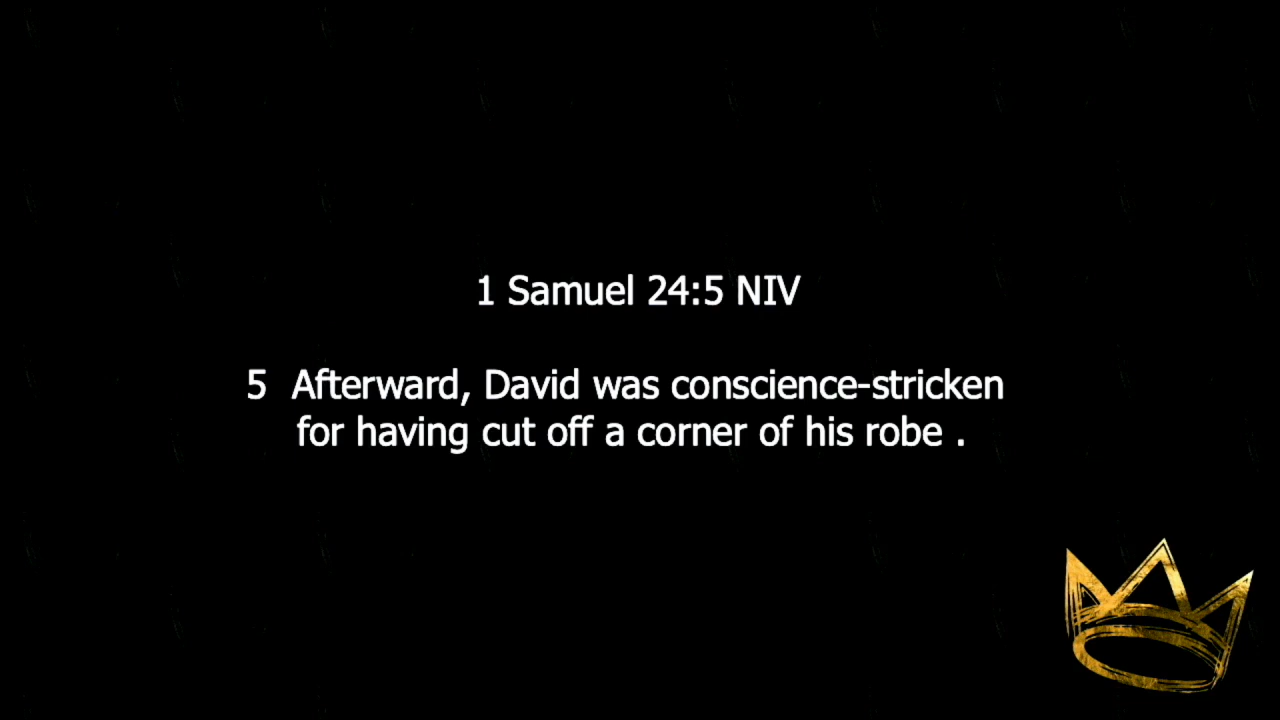 1 Samuel 24:5 NIV
5 Afterward, David was conscience-stricken
for having cut off a corner of his robe .